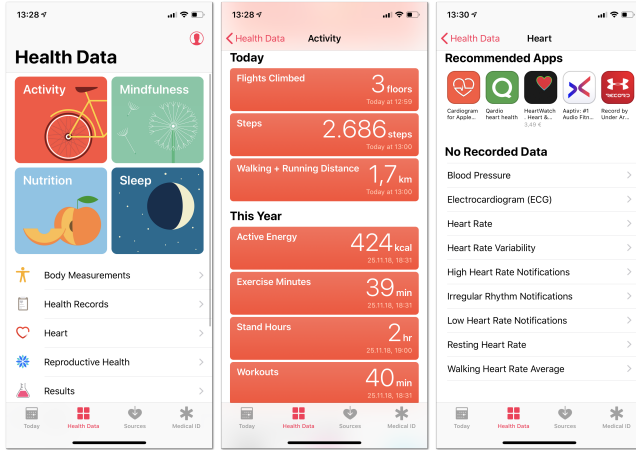 13:28
Health Data
Activity
Mindfulness
Nutrition
Sleep
Body Measurements
Health Records
Heart
Reproductive Health
Results
Today
Health Data
Sources
Medical ID
13:28
Health Data
Activity
Today
Flights Climbed
3 floors
Today at 12:59
Steps
2.686 steps
Today at 13:00
Walking + Running Distance
1,7 km
Today at 13:00
This Year
Active Energy
424 kcal
25.11.18, 18:31
Exercise Minutes
39 min
25.11.18, 18:31
Stand Hours
2 hr
25.11.18, 19:00
Workouts
40 min
25.11.18, 18:31
Today
Health Data
Sources
Medical ID
13:30
Health Data
Heart
Recommended Apps
RECORD
Cardiogram
for Apple...
Qardio
heart health
HeartWatch
. Heart &...
3,49 €
Aaptiv: #1
Audio Fitn...
Record by
Under Ar...
No Recorded Data
Blood Pressure
Electrocardiogram (ECG)
Heart Rate
Heart Rate Variability
High Heart Rate Notifications
Irregular Rhythm Notifications
Low Heart Rate Notifications
Resting Heart Rate
Walking Heart Rate Average
Today
Health Data
Sources
Medical ID